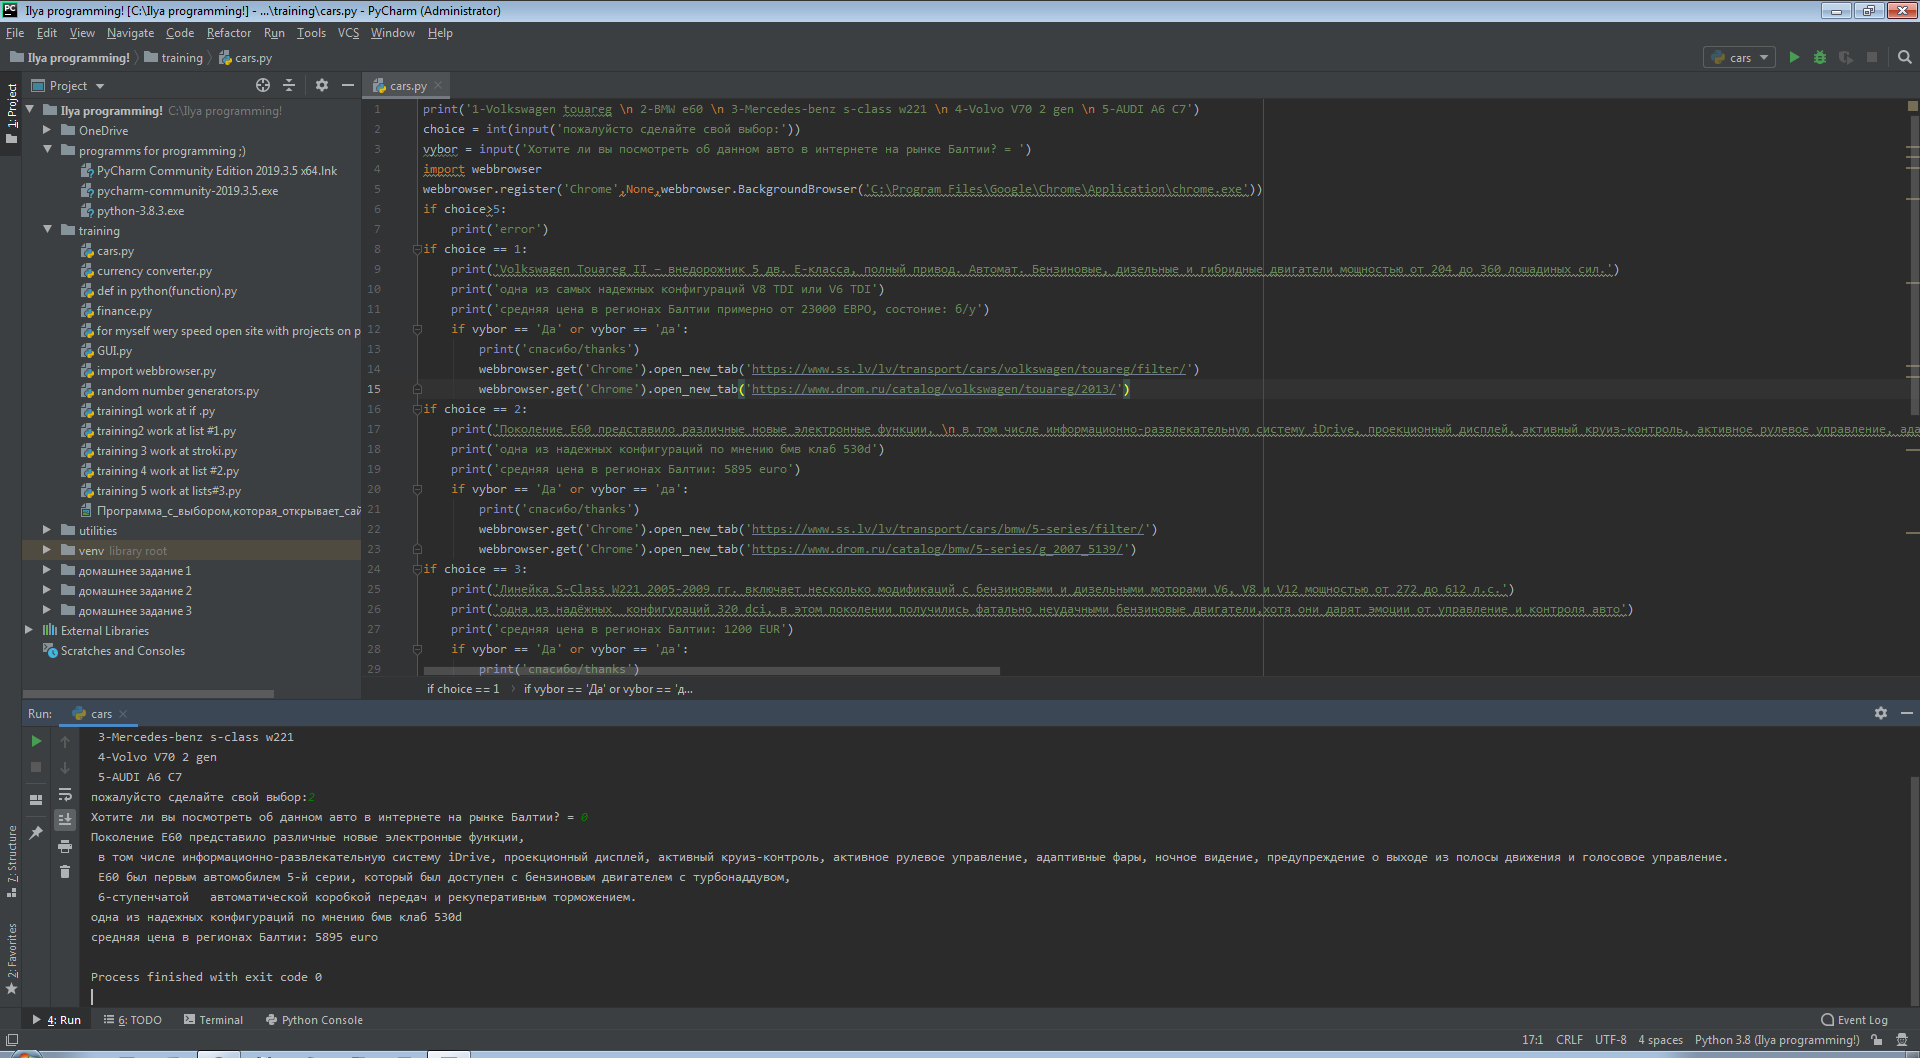 Ilya programming! [C:\Ilya programming!] - ...\training\cars.py - PyCharm (Administrator)
File Edit View Navigate Code Refactor Run Tools VCS Window Help
Ilya programming! training cars.py
cars
1: Project
Project
cars.py
Ilya programming! C:\Ilya programming!
OneDrive
programms for programming ;)
PyCharm Community Edition 2019.3.5 x64.lnk
pycharm-community-2019.3.5.exe
python-3.8.3.exe
training
cars.py
currency converter.py
def in python(function).py
finance.py
for myself wery speed open site with projects on p
GUI.py
import webbrowser.py
random number generators.py
training1 work at if .py
training2 work at list #1.py
training 3 work at stroki.py
training 4 work at list #2.py
training 5 work at lists#3.py
Программа_с_выбором,которая_открывает_сай
utilities
venv library root
домашнее задание 1
домашнее задание 2
домашнее задание 3
External Libraries
Scratches and Consoles
1 print('1-Volkswagen touareg \n 2-BMW e60 \n 3-Mercedes-benz s-class w221 \n 4-Volvo V70 2 gen \n 5-AUDI A6 C7')
2 choice = int(input('пожалуйсто сделайте свой выбор:'))
3 vybor = input('Хотите ли вы посмотреть об данном авто в интернете на рынке Балтии? = ')
4 import webbrowser
5 webbrowser.register('Chrome',None,webbrowser.BackgroundBrowser('C:\Program Files\Google\Chrome\Application\chrome.exe'))
6 if choice>5:
7 print('error')
8 if choice == 1:
9 print('Volkswagen Touareg II – внедорожник 5 дв. E-класса, полный привод. Автомат. Бензиновые, дизельные и гибридные двигатели мощностью от 204 до 360 лошадиных сил.')
10 print('одна из самых надежных конфигураций V8 TDI или V6 TDI')
11 print('средняя цена в регионах Балтии примерно от 23000 ЕВРО, состоние: б/у')
12 if vybor == 'Да' or vybor == 'да':
13 print('спасибо/thanks')
14 webbrowser.get('Chrome').open_new_tab('https://www.ss.lv/lv/transport/cars/volkswagen/touareg/filter/')
15 webbrowser.get('Chrome').open_new_tab('https://www.drom.ru/catalog/volkswagen/touareg/2013/')
16 if choice == 2:
17 print('Поколение E60 представило различные новые электронные функции, \n в том числе информационно-развлекательную систему iDrive, проекционный дисплей, активный круиз-контроль, активное рулевое управление, ада
18 print('одна из надежных конфигураций по мнению бмв клаб 530d')
19 print('средняя цена в регионах Балтии: 5895 euro')
20 if vybor == 'Да' or vybor == 'да':
21 print('спасибо/thanks')
22 webbrowser.get('Chrome').open_new_tab('https://www.ss.lv/lv/transport/cars/bmw/5-series/filter/')
23 webbrowser.get('Chrome').open_new_tab('https://www.drom.ru/catalog/bmw/5-series/g_2007_5139/')
24 if choice == 3:
25 print('Линейка S-Class W221 2005-2009 гг. включает несколько модификаций с бензиновыми и дизельными моторами V6, V8 и V12 мощностью от 272 до 612 л.с.')
26 print('одна из надёжных  конфигураций 320 dci, в этом поколении получились фатально неудачными бензиновые двигатели,хотя они дарят эмоции от управление и контроля авто')
27 print('средняя цена в регионах Балтии: 1200 EUR')
28 if vybor == 'Да' or vybor == 'да':
29 print('спасибо/thanks')
if choice == 1 if vybor == 'Да' or vybor == 'д...
Run: cars
3-Mercedes-benz s-class w221
4-Volvo V70 2 gen
5-AUDI A6 C7
пожалуйсто сделайте свой выбор:2
Хотите ли вы посмотреть об данном авто в интернете на рынке Балтии? = 0
Поколение E60 представило различные новые электронные функции,
в том числе информационно-развлекательную систему iDrive, проекционный дисплей, активный круиз-контроль, активное рулевое управление, адаптивные фары, ночное видение, предупреждение о выходе из полосы движения и голосовое управление.
E60 был первым автомобилем 5-й серии, который был доступен с бензиновым двигателем с турбонаддувом,
6-ступенчатой   автоматической коробкой передач и рекуперативным торможением.
одна из надежных конфигураций по мнению бмв клаб 530d
средняя цена в регионах Балтии: 5895 euro
Process finished with exit code 0
7: Structure
2: Favorites
4: Run 6: TODO Terminal Python Console Event Log
17:1 CRLF UTF-8 4 spaces Python 3.8 (Ilya programming!)